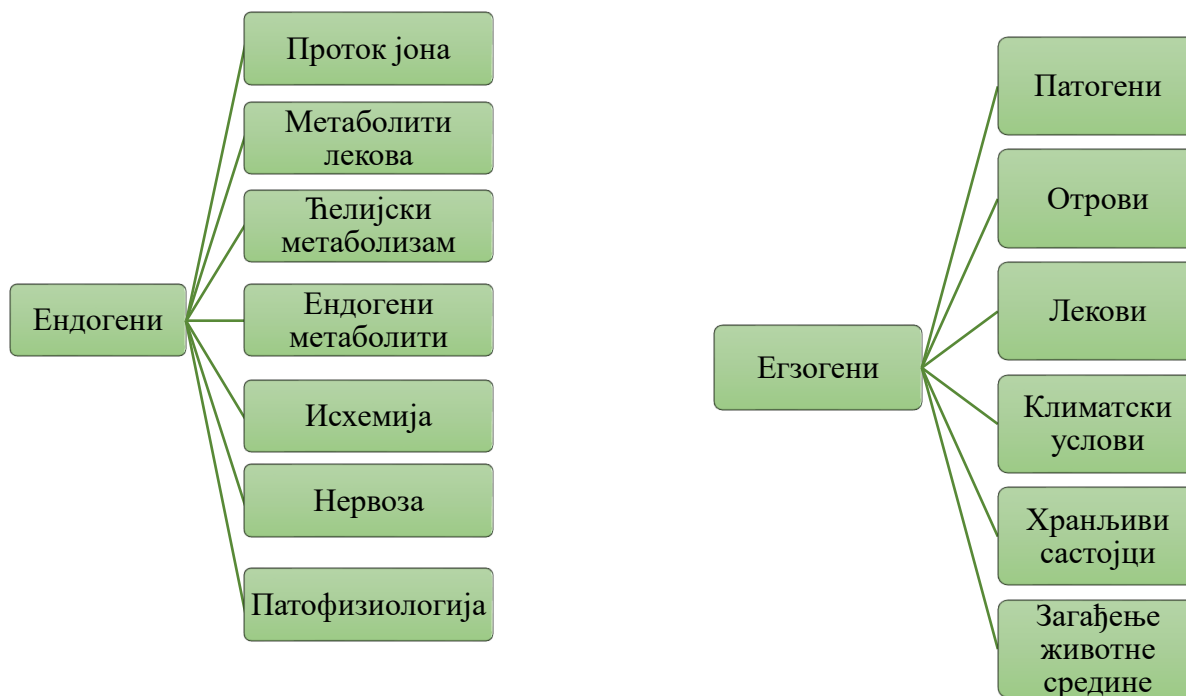 Ендогени
Проток јона
Метаболити
лекова
Ћелијски
метаболизам
Ендогени
метаболити
Исхемија
Нервоза
Патофизиологија
Егзогени
Патогени
Отрови
Лекови
Климатски
услови
Хранљиви
састојци
Загађење
животне
средине